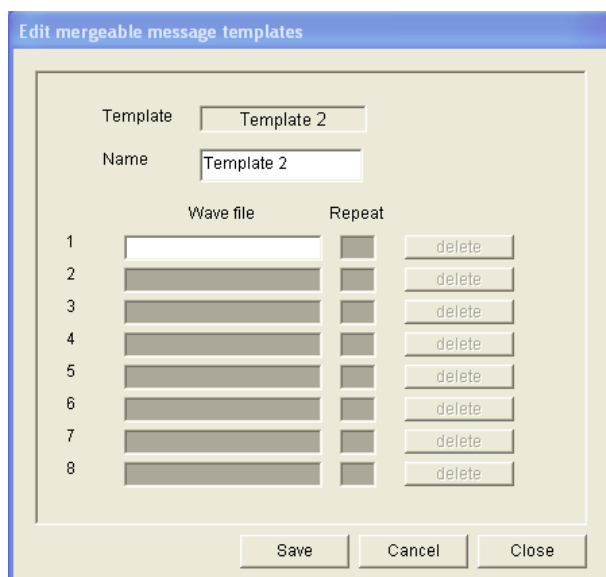 Edit mergeable message templates
Template Template 2
Name Template 2
Wave file Repeat
1 delete
2 delete
3 delete
4 delete
5 delete
6 delete
7 delete
8 delete
Save Cancel Close